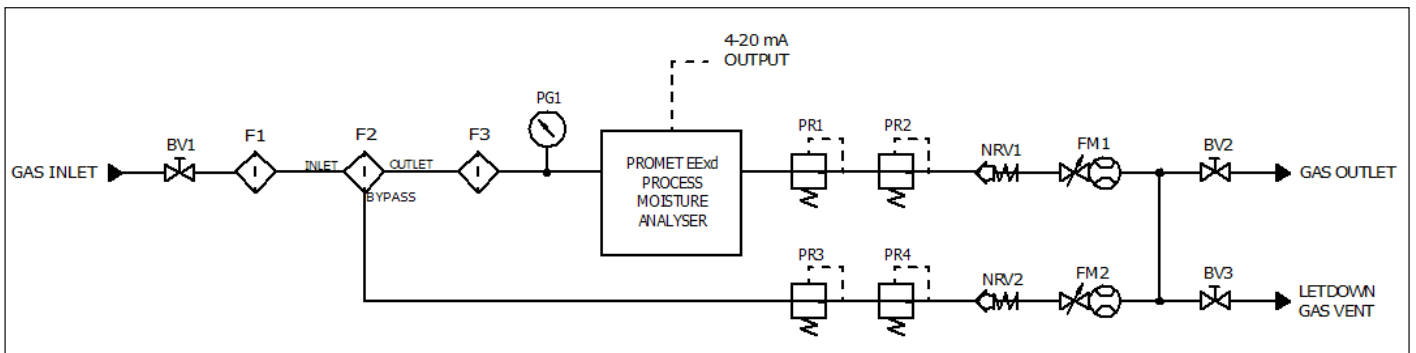 4-20 mA
OUTPUT
PG1
BV1
F1
F2
F3
PR1
PR2
NRV1
FM1
BV2
GAS INLET
INLET
OUTLET
BYPASS
PROMET EExd
PROCESS
MOISTURE
ANALYSER
GAS OUTLET
PR3
PR4
NRV2
FM2
BV3
LETDOWN
GAS VENT